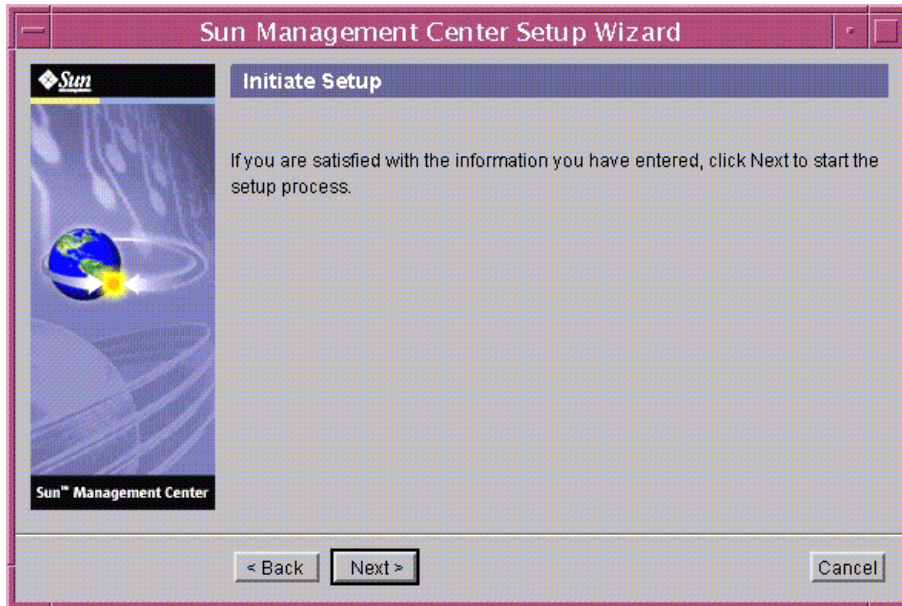 Sun Management Center Setup Wizard
Sun
Initiate Setup
If you are satisfied with the information you have entered, click Next to start the
setup process.
Sun™ Management Center
< Back
Next >
Cancel